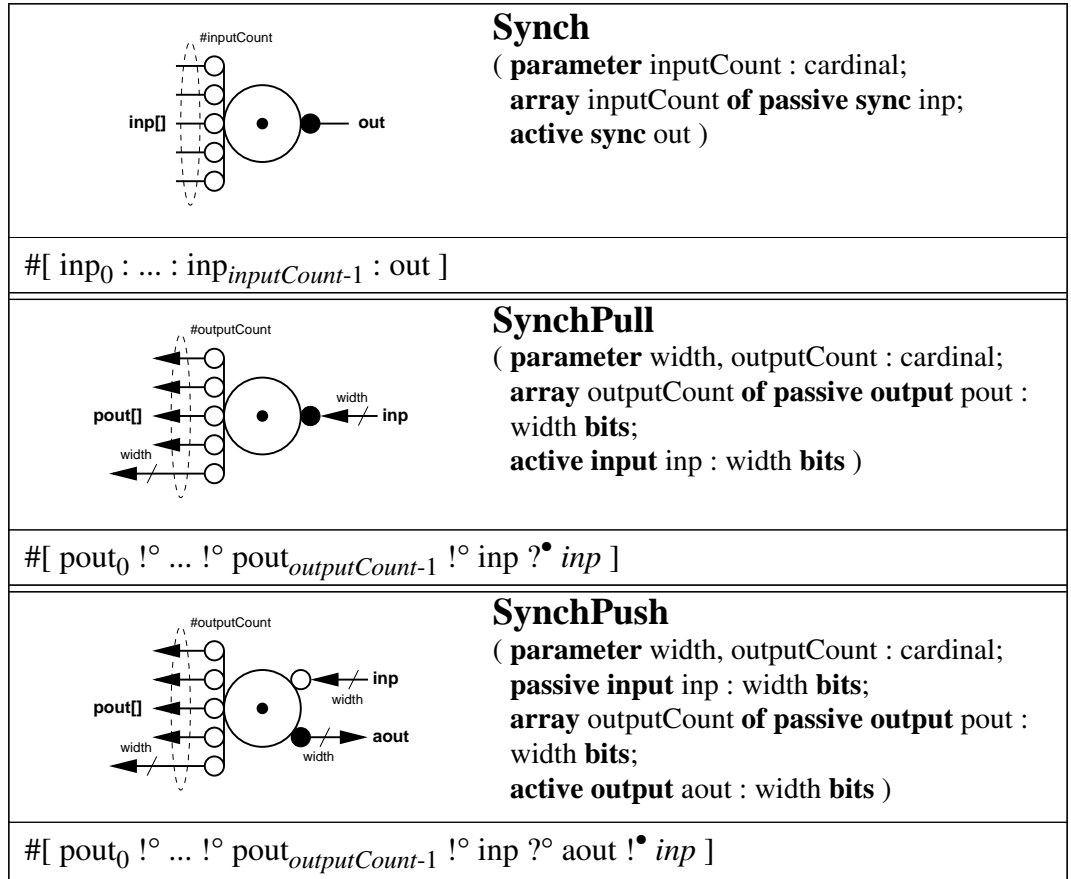 #inputCount
inp[]
out
Synch
( parameter inputCount : cardinal;
array inputCount of passive sync inp;
active sync out )
#[ inp0 : ... : inpinputCount-1 : out ]
#outputCount
pout[]
width
width
inp
SynchPull
( parameter width, outputCount : cardinal;
array outputCount of passive output pout :
width bits;
active input inp : width bits )
#[ pout0 !° ... !° poutoutputCount-1 !° inp ?• inp ]
#outputCount
pout[]
width
inp
width
aout
width
SynchPush
( parameter width, outputCount : cardinal;
passive input inp : width bits;
array outputCount of passive output pout :
width bits;
active output aout : width bits )
#[ pout0 !° ... !° poutoutputCount-1 !° inp ?° aout !• inp ]